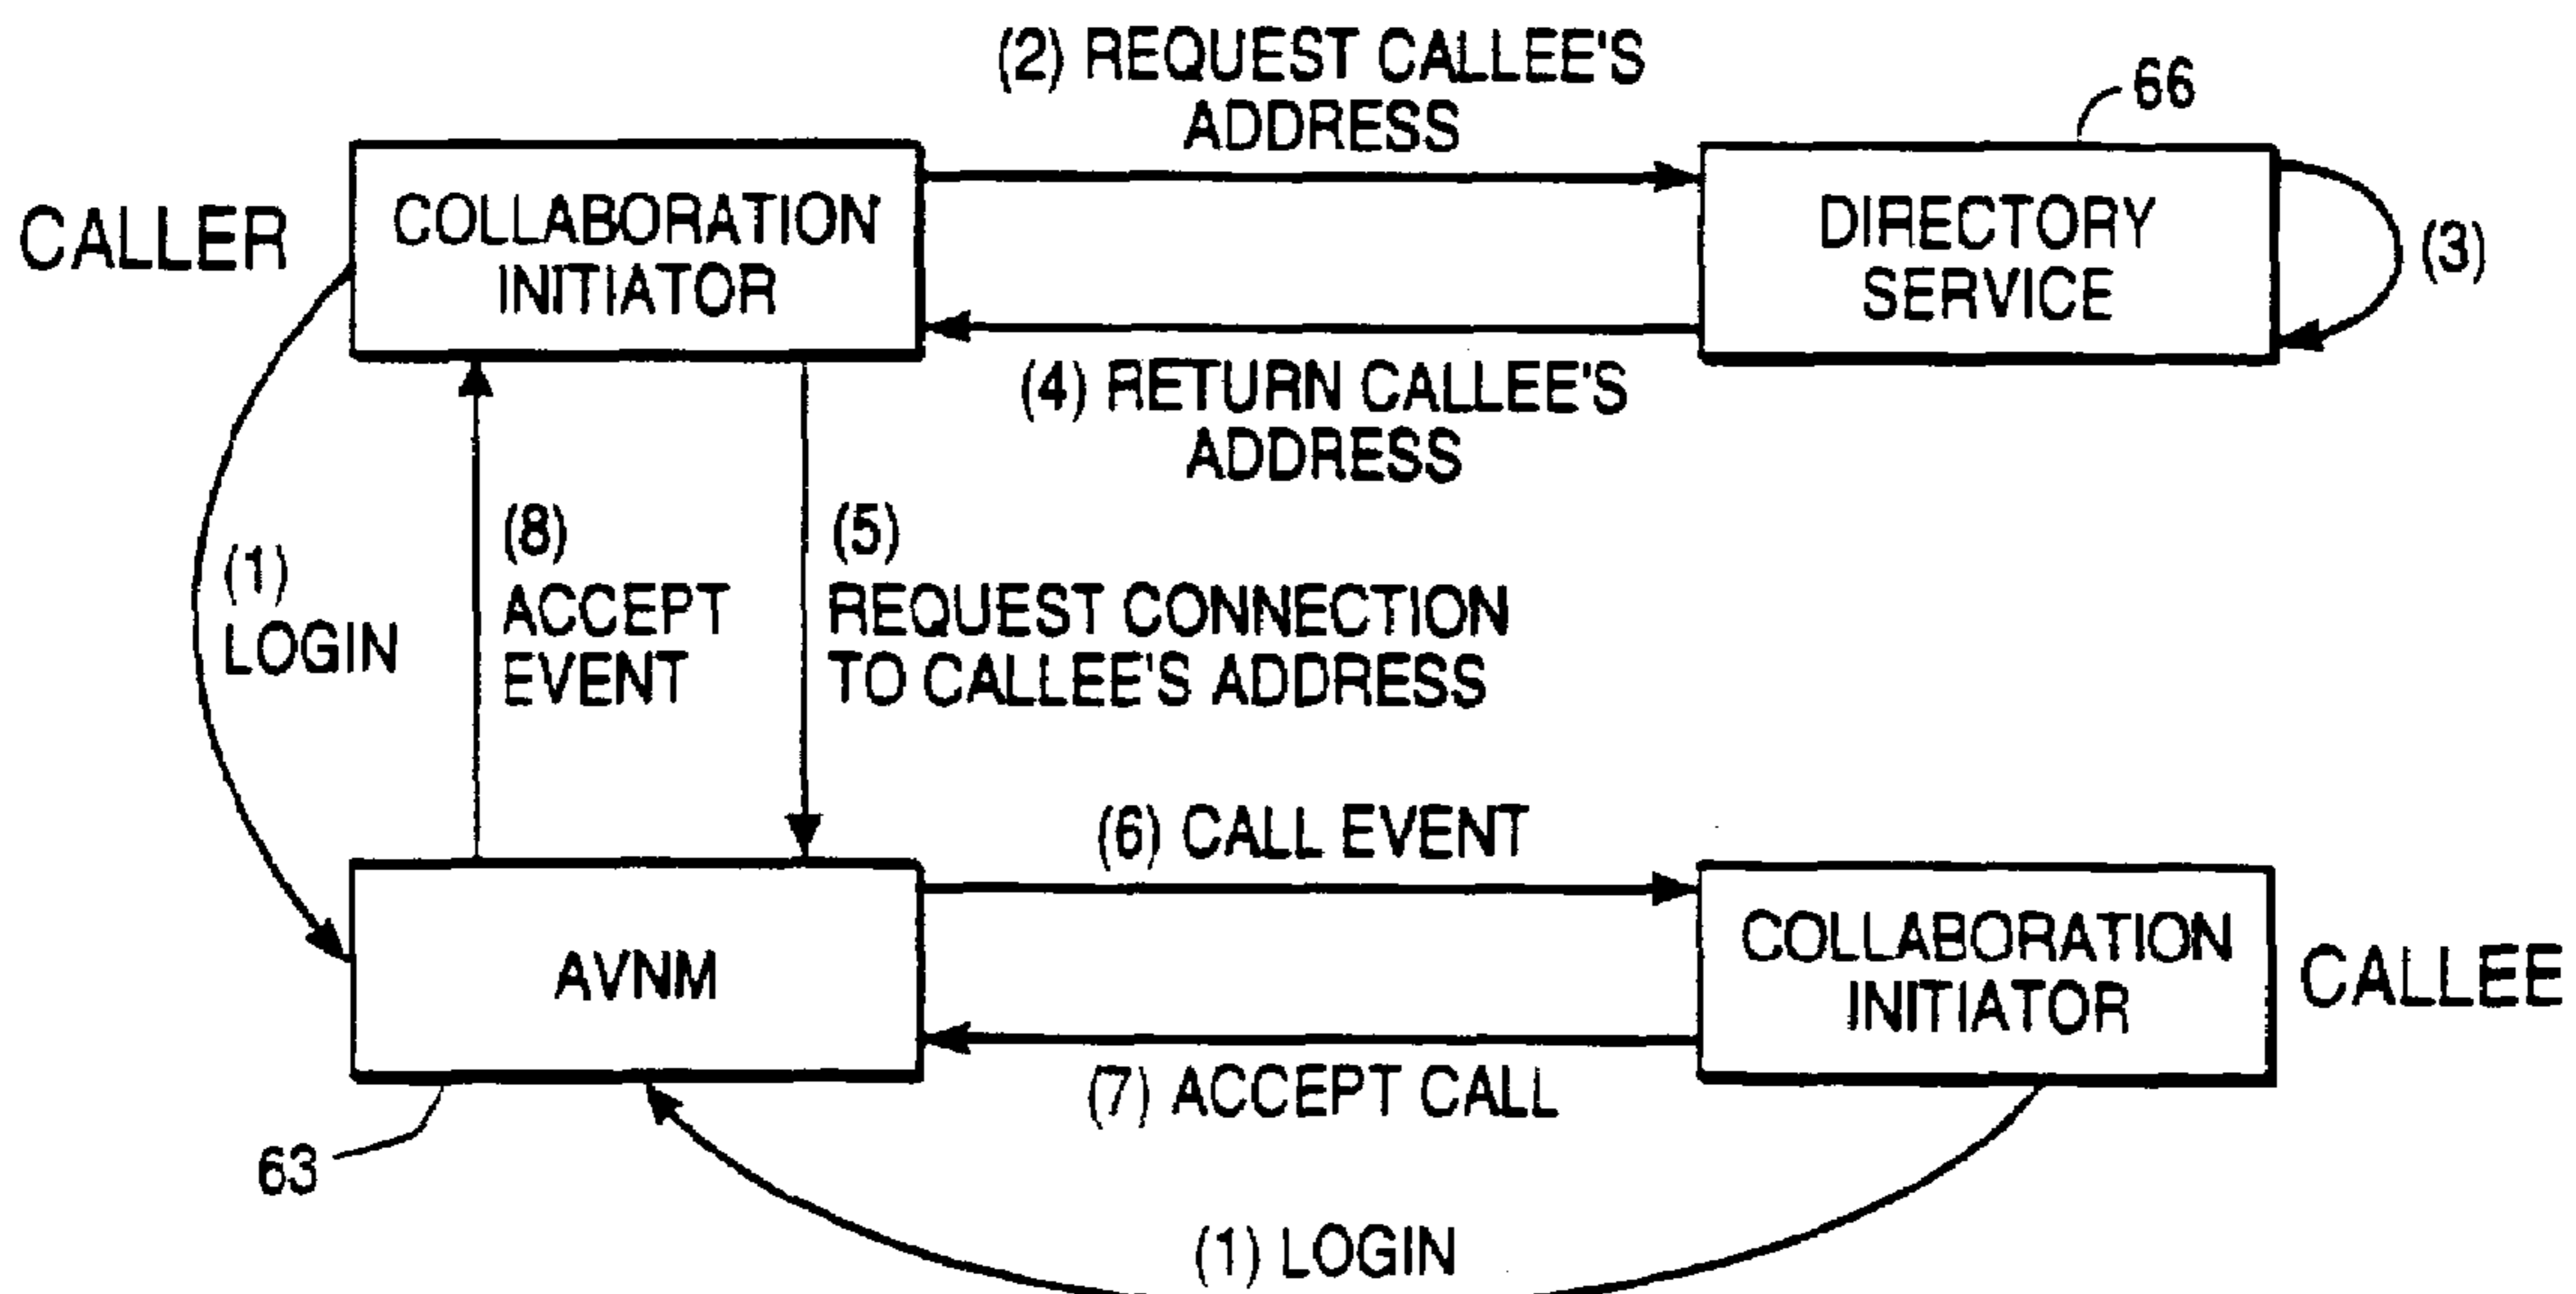 (2) REQUEST CALLEE'S
ADDRESS
66
CALLER
COLLABORATION
INITIATOR
DIRECTORY
SERVICE
(3)
(4) RETURN CALLEE'S
ADDRESS
(1)
LOGIN
(8)
ACCEPT
EVENT
(5)
REQUEST CONNECTION
TO CALLEE'S ADDRESS
(6) CALL EVENT
AVNM
COLLABORATION
INITIATOR
CALLEE
(7) ACCEPT CALL
63
(1) LOGIN